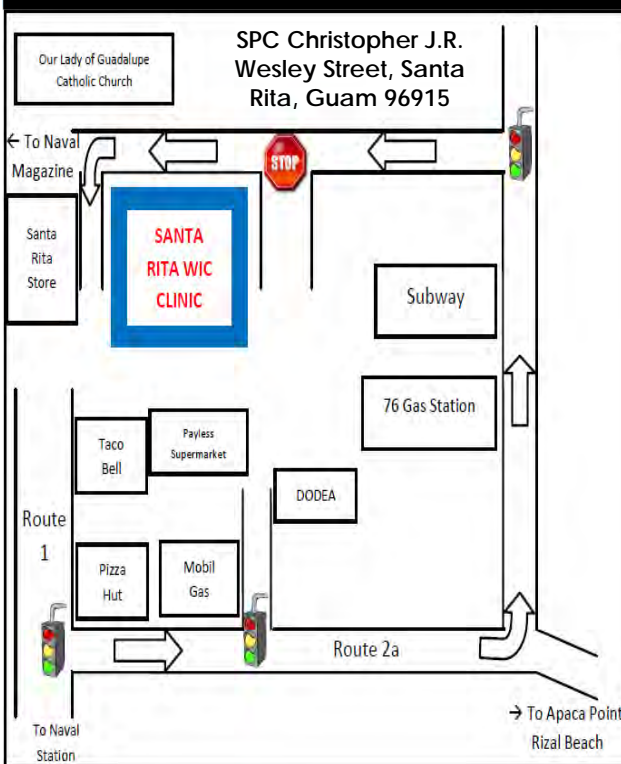 SPC Christopher J.R.
Wesley Street, Santa
Rita, Guam 96915
Our Lady of Guadalupe
Catholic Church
← To Naval
Magazine
STOP
Santa
Rita
Store
SANTA
RITA WIC
CLINIC
Subway
76 Gas Station
Taco
Bell
Payless
Supermarket
DODEA
Route
1
Pizza
Hut
Mobil
Gas
Route 2a
To Naval
Station
→ To Apaca Point
Rizal Beach